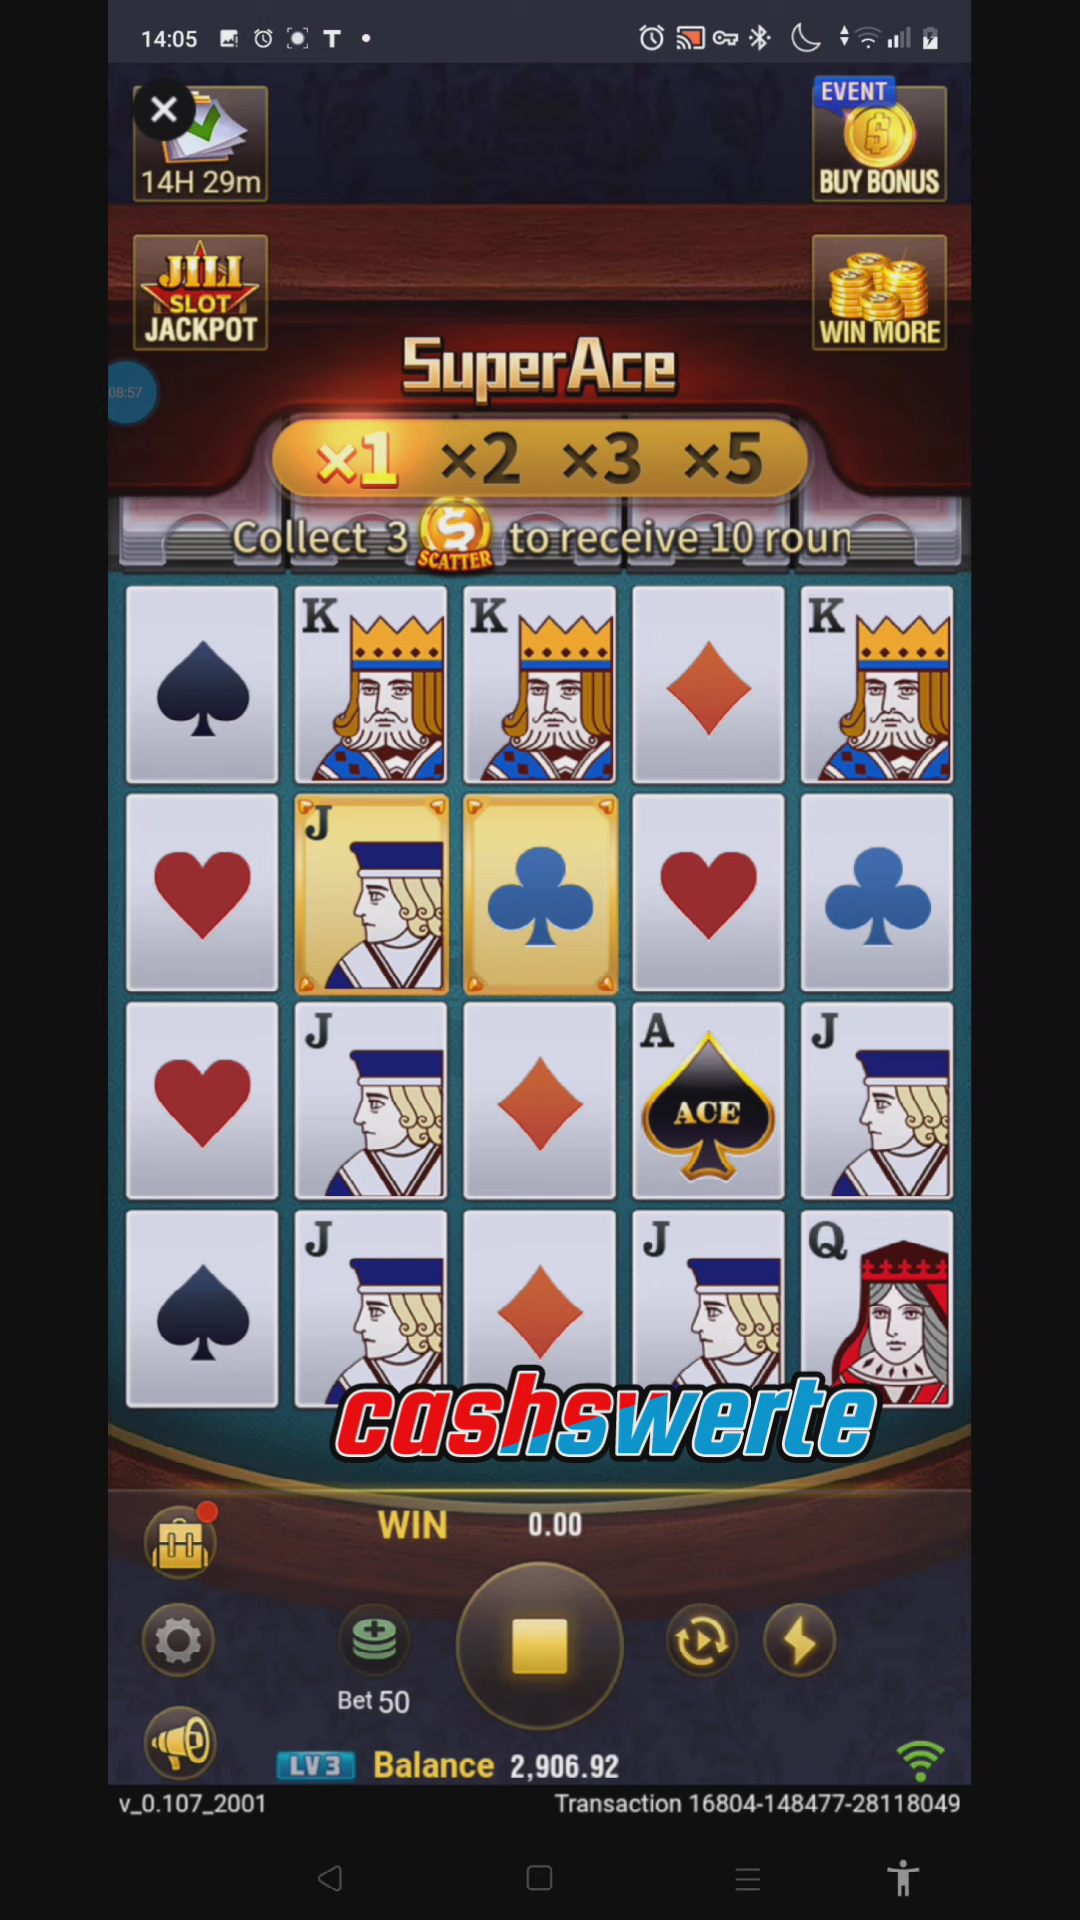 14:05 T
EVENT
14H 29m
BUY BONUS
JILI
SLOT
JACKPOT
WIN MORE
SuperAce
08:57
×1 ×2 ×3 ×5
Collect 3 SCATTER to receive 10 roun
K K K
J
J A ACE J
J J Q
cashswerte
WIN 0.00
Bet 50
LV 3 Balance 2,906.92
v_0.107_2001 Transaction 16804-148477-28118049